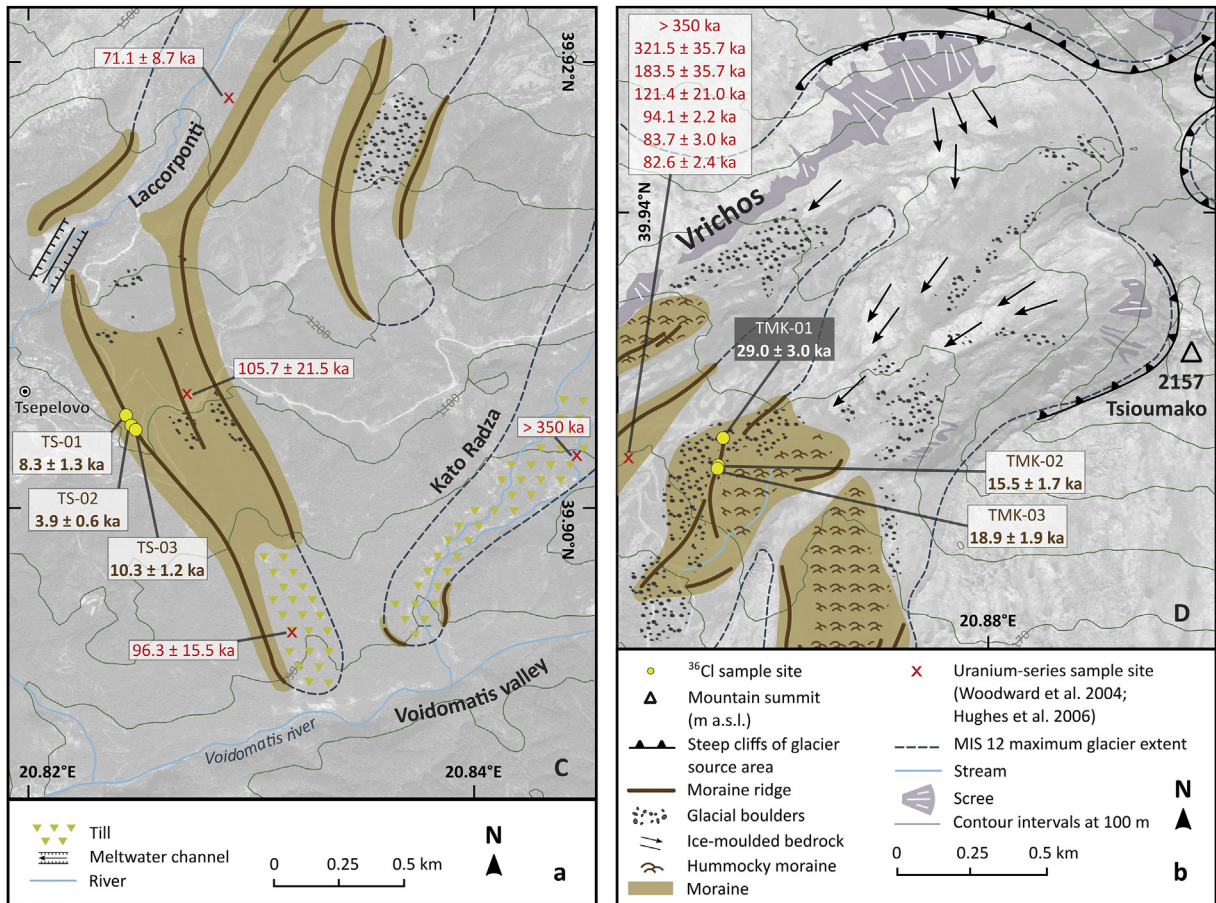 1500
71.1 ± 8.7 ka
39.92°N
Laccorponti
1200
Tsepelovo
105.7 ± 21.5 ka
1100
TS-01
8.3 ± 1.3 ka
TS-02
3.9 ± 0.6 ka
TS-03
10.3 ± 1.2 ka
Kato Radza
> 350 ka
39.90°N
96.3 ± 15.5 ka
Voidomatis valley
Voidomatis river
20.82°E
20.84°E
C
Till
Meltwater channel
River
0 0.25 0.5 km
N
a
> 350 ka
321.5 ± 35.7 ka
183.5 ± 35.7 ka
121.4 ± 21.0 ka
94.1 ± 2.2 ka
83.7 ± 3.0 ka
82.6 ± 2.4 ka
39.94°N
Vrichos
TMK-01
29.0 ± 3.0 ka
2157
Tsioumako
TMK-02
15.5 ± 1.7 ka
TMK-03
18.9 ± 1.9 ka
20.88°E
D
³⁶Cl sample site
Mountain summit
(m a.s.l.)
Steep cliffs of glacier
source area
Moraine ridge
Glacial boulders
Ice-moulded bedrock
Hummocky moraine
Moraine
Uranium-series sample site
(Woodward et al. 2004;
Hughes et al. 2006)
MIS 12 maximum glacier extent
Stream
Scree
Contour intervals at 100 m
N
0 0.25 0.5 km
b